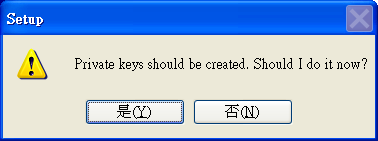 Setup
Private keys should be created. Should I do it now?
是(Y) 否(N)